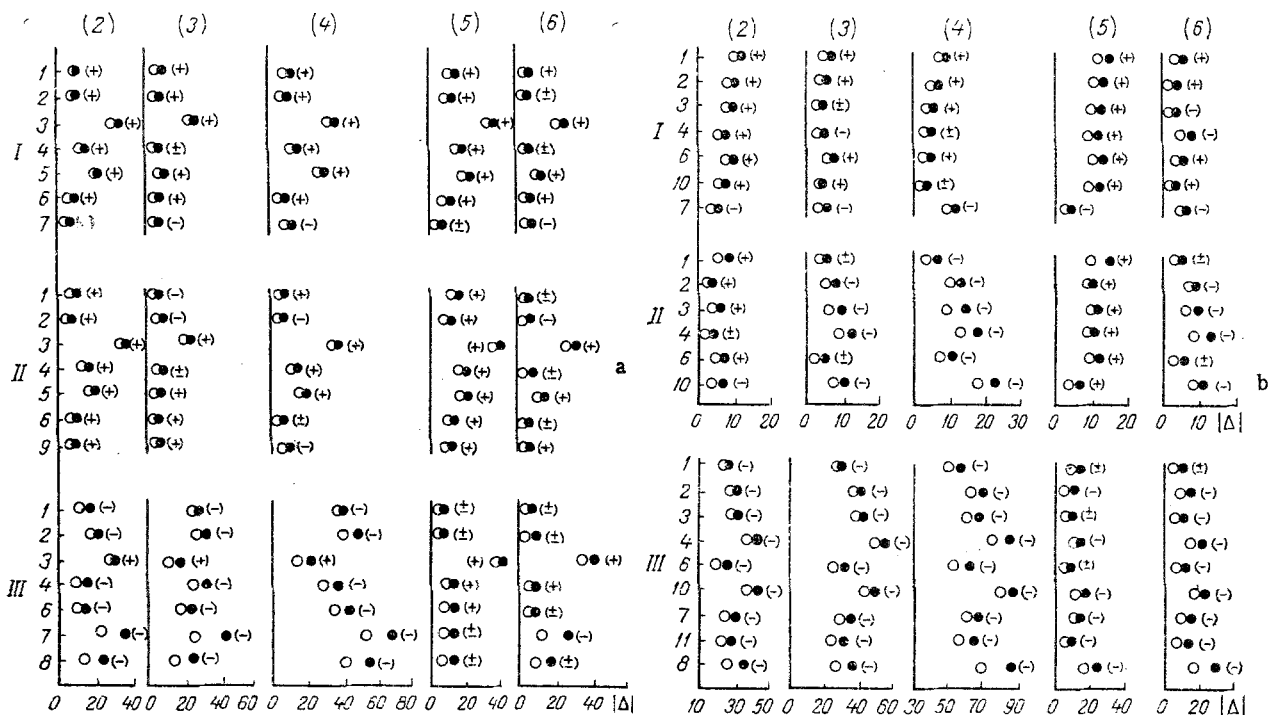 (2) (3) (4) (5) (6)
I
1 (+) (+) (+) (+) (+)
2 (+) (+) (+) (+) (±)
3 (+) (+) (+) (+) (+)
4 (+) (±) (+) (+) (±)
5 (+) (+) (+) (+) (+)
6 (+) (+) (+) (+) (+)
7 (−) (−) (±) (−)
II
1 (+) (−) (+) (+) (±)
2 (+) (−) (−) (+) (−)
3 (+) (+) (+) (+) (+)
4 (+) (±) (+) (+) (±)
5 (+) (+) (+) (+) (+)
6 (+) (+) (±) (+) (±)
9 (+) (+) (−) (+) (+)
III
1 (−) (−) (−) (±) (±)
2 (−) (−) (−) (±) (±)
3 (+) (+) (+) (+) (+)
4 (−) (−) (−) (+) (±)
6 (−) (−) (−) (+) (±)
7 (−) (−) (−) (±) (−)
8 (−) (−) (−) (±) (±)
0 20 40 0 20 40 60 0 20 40 60 80 0 20 40 0 20 40 |Δ|
a
(2) (3) (4) (5) (6)
I
1 (+) (+) (+) (+) (+)
2 (+) (+) (+) (+) (+)
3 (+) (±) (+) (+) (−)
4 (+) (−) (±) (+) (−)
6 (+) (+) (+) (+) (+)
10 (+) (+) (±) (+) (+)
7 (−) (−) (−) (−) (−)
II
1 (+) (±) (−) (+) (±)
2 (+) (−) (−) (+) (−)
3 (+) (−) (−) (+) (−)
4 (±) (−) (−) (+) (−)
6 (+) (±) (−) (+) (±)
10 (−) (−) (−) (+) (−)
0 10 20 0 10 20 0 10 20 30 0 10 20 0 10 |Δ|
b
III
1 (−) (−) (−) (±) (±)
2 (−) (−) (−) (−) (−)
3 (−) (−) (−) (±) (−)
4 (−) (−) (−) (−) (−)
6 (−) (−) (−) (±) (−)
10 (−) (−) (−) (−) (−)
7 (−) (−) (−) (−) (−)
11 (−) (−) (−) (−) (−)
8 (−) (−) (−) (−) (−)
10 30 50 0 20 40 60 30 50 70 90 0 20 40 0 20 |Δ|